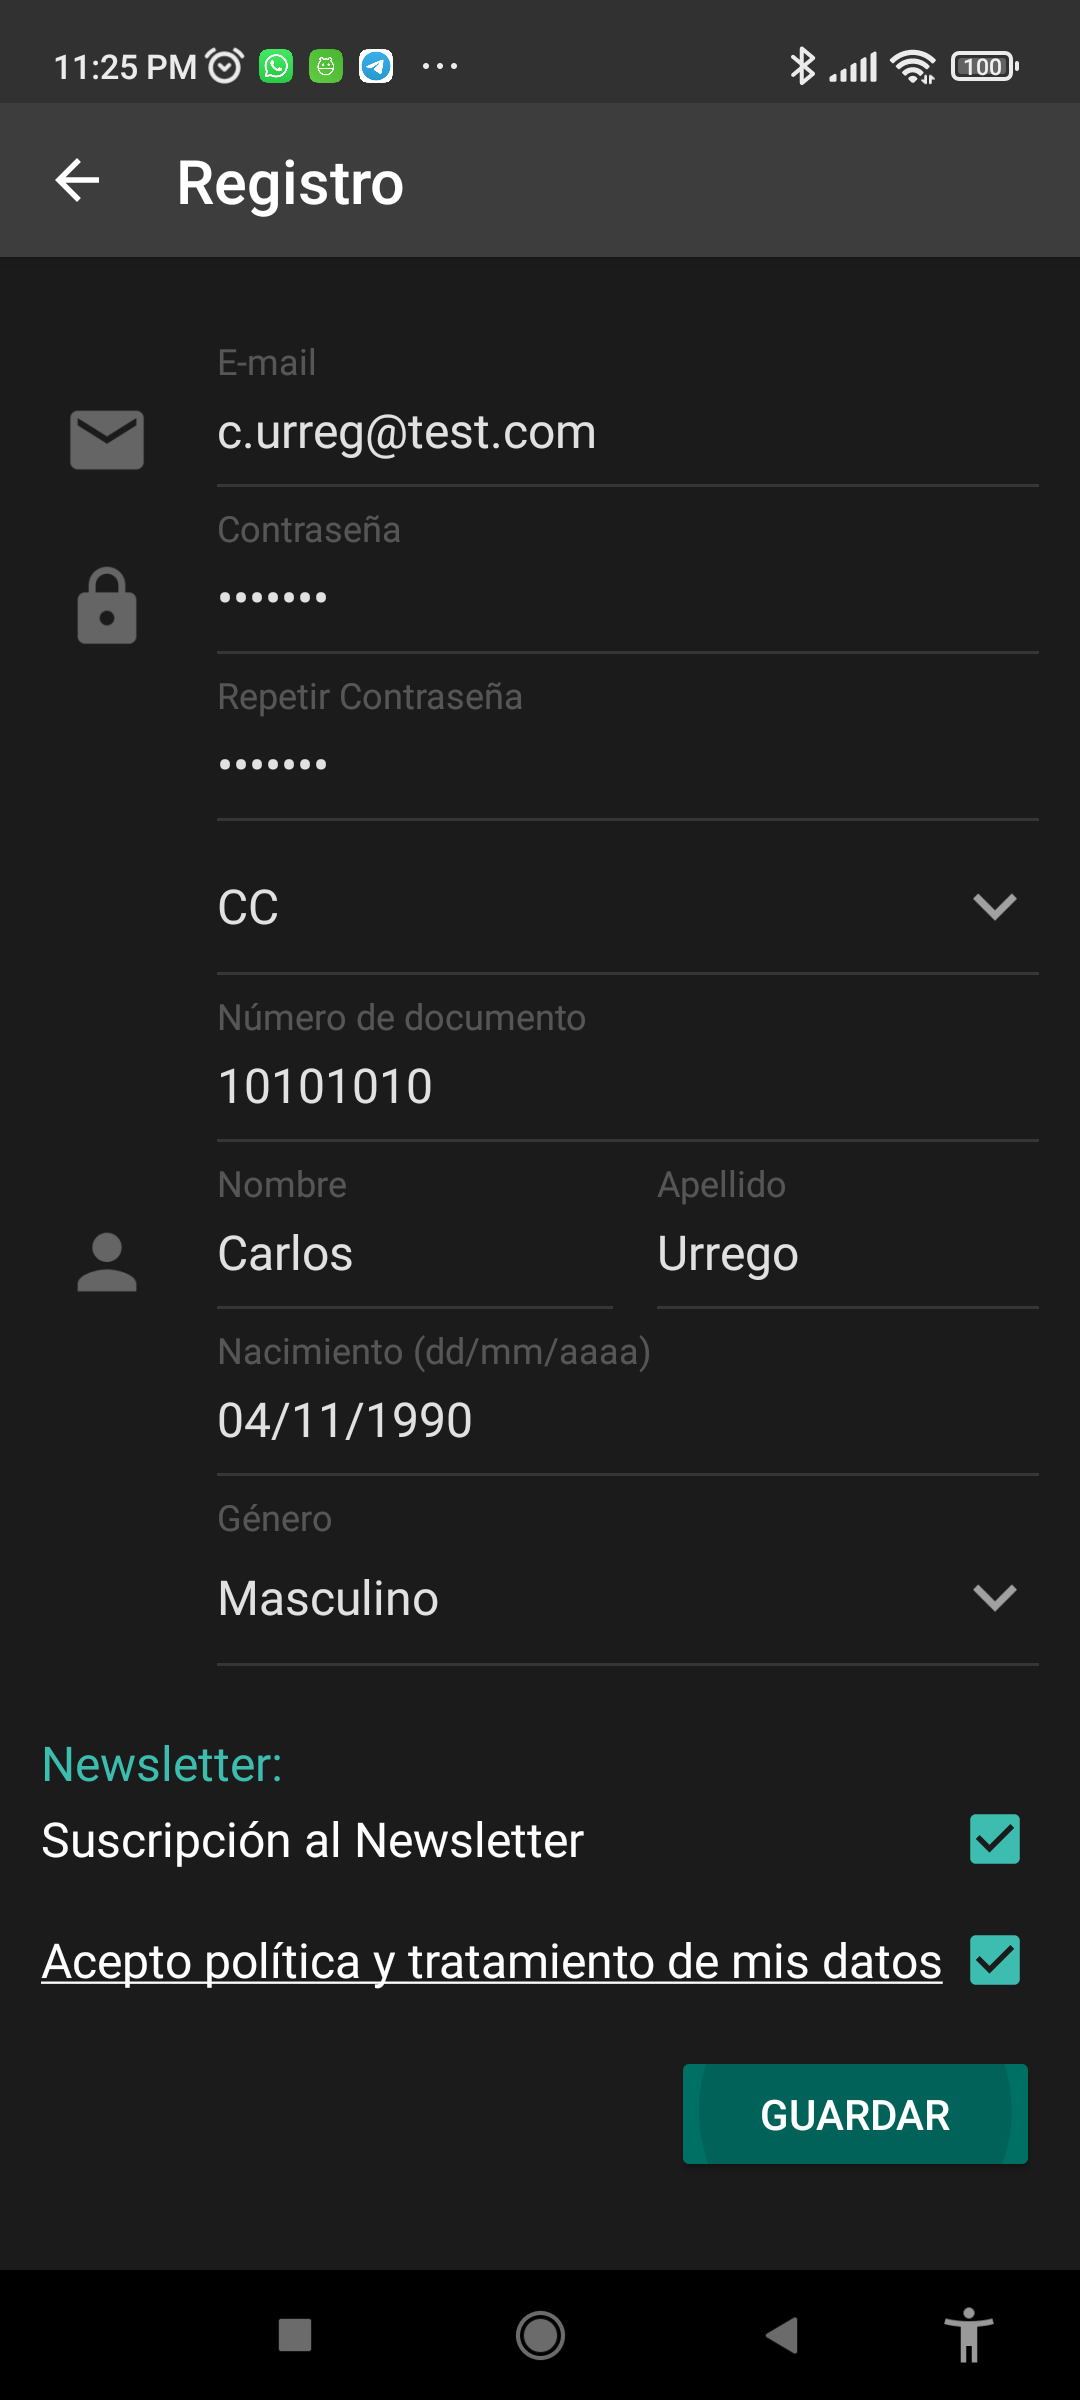 11:25 PM
100
Registro
E-mail
c.urreg@test.com
Contraseña
•••••••
Repetir Contraseña
•••••••
CC
Número de documento
10101010
Nombre Apellido
Carlos Urrego
Nacimiento (dd/mm/aaaa)
04/11/1990
Género
Masculino
Newsletter:
Suscripción al Newsletter
Acepto política y tratamiento de mis datos
GUARDAR